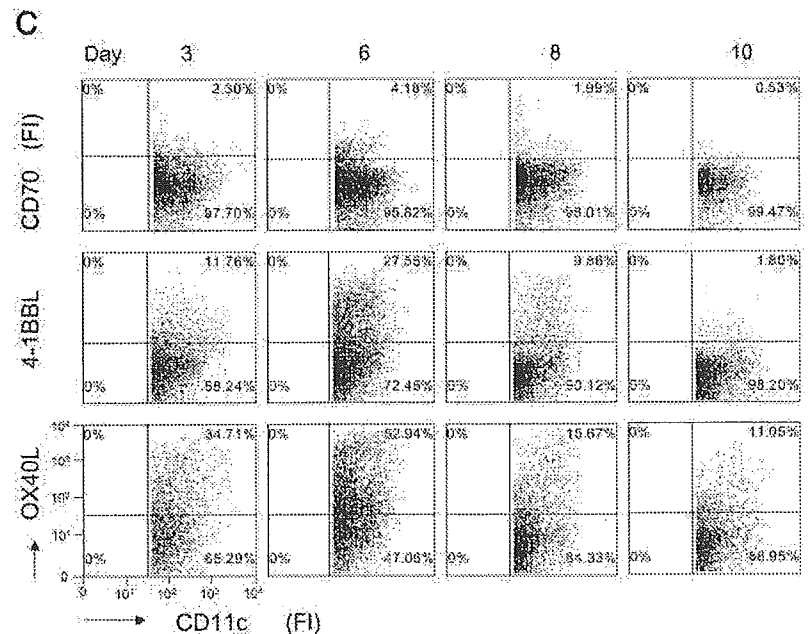 C
Day 3 6 8 10
CD70 (FI)
0% 2.30% 0% 4.18% 0% 1.99% 0% 0.53%
0% 97.70% 0% 95.82% 0% 98.01% 0% 99.47%
4-1BBL
0% 11.76% 0% 27.55% 0% 9.88% 0% 1.80%
0% 88.24% 0% 72.45% 0% 90.12% 0% 98.20%
OX40L
0% 34.71% 0% 52.94% 0% 15.67% 0% 11.05%
0% 65.29% 0% 47.06% 0% 84.33% 0% 88.95%
0 10¹
CD11c (FI)